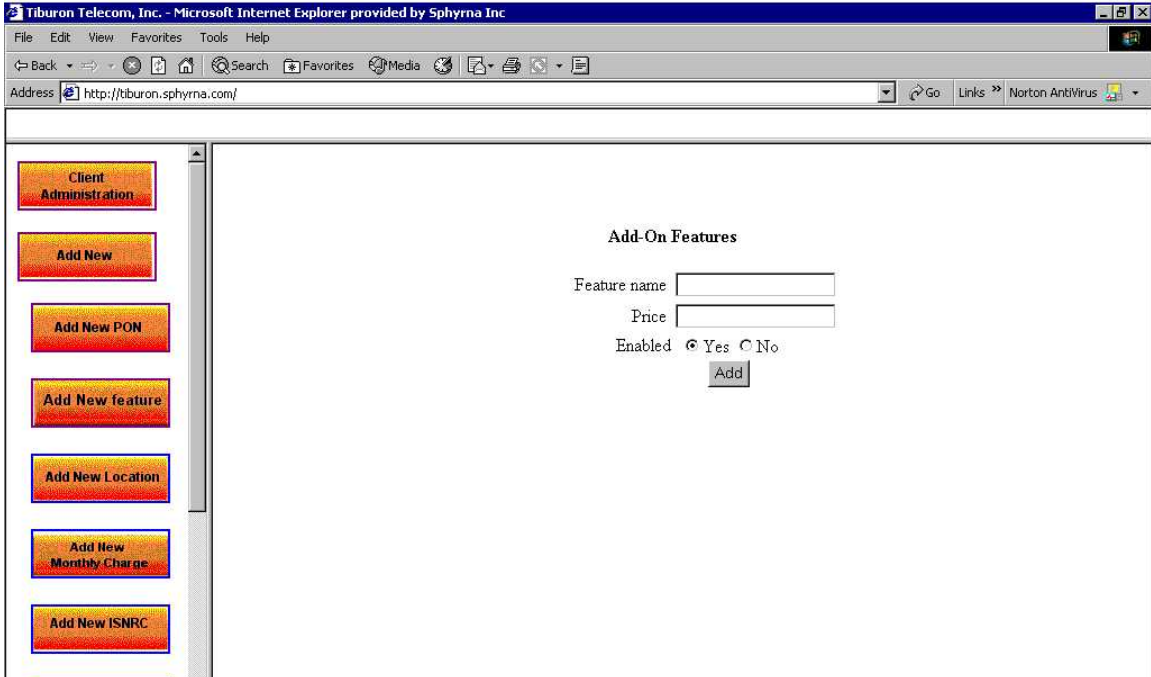 Tiburon Telecom, Inc. - Microsoft Internet Explorer provided by Sphyrna Inc
File Edit View Favorites Tools Help
Back Search Favorites Media
Address http://tiburon.sphyrna.com/ Go Links » Norton AntiVirus
Client
Administration
Add New
Add New PON
Add New feature
Add New Location
Add New
Monthly Charge
Add New ISNRC
Add-On Features
Feature name
Price
Enabled Yes No
Add